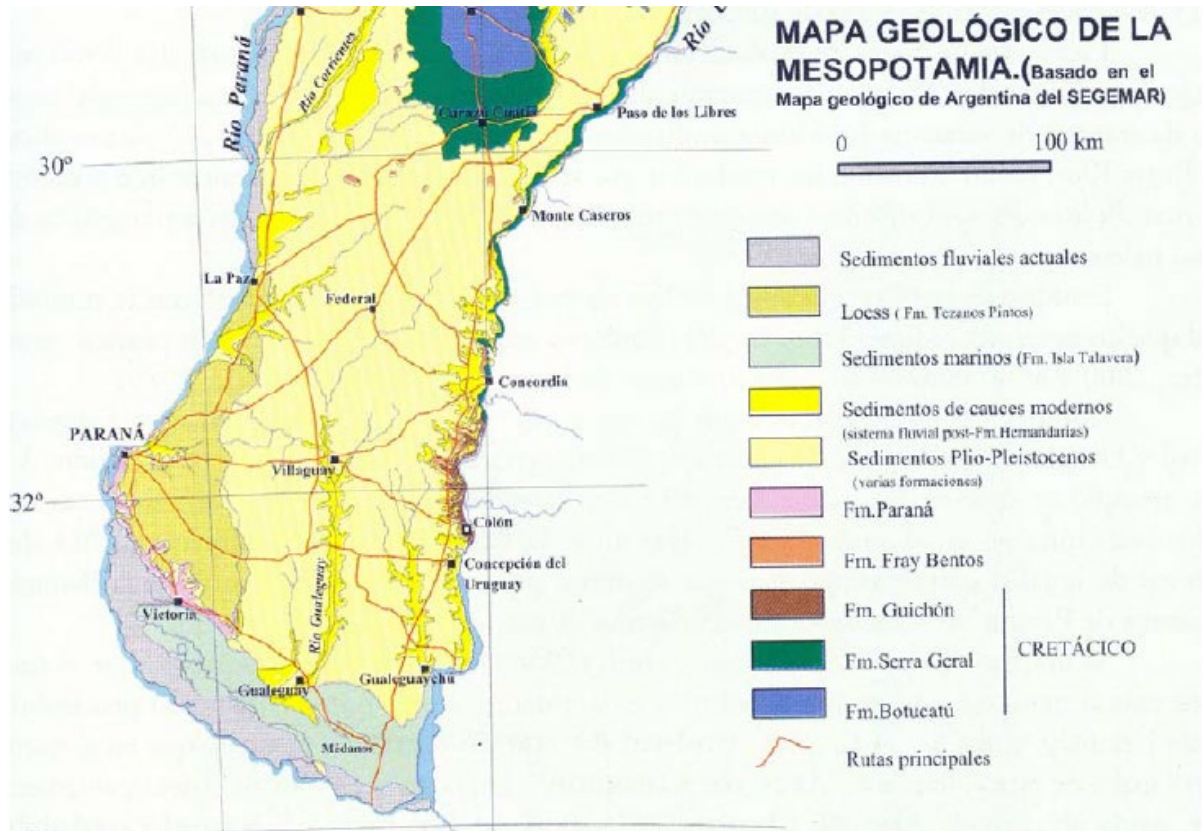 MAPA GEOLÓGICO DE LA
MESOPOTAMIA.(Basado en el
Mapa geológico de Argentina del SEGEMAR)
0 100 km
Río Paraná
Río Corrientes
Río
Curuzú Cuatiá
Paso de los Libres
30º
Monte Caseros
La Paz
Federal
Concordia
PARANÁ
Villaguay
32º
Colón
Concepción del
Uruguay
Río Gualeguay
Victoria
Gualeguay
Gualeguaychú
Médanos
Sedimentos fluviales actuales
Loess (Fm. Tezanos Pintos)
Sedimentos marinos (Fm. Isla Talavera)
Sedimentos de cauces modernos
(sistema fluvial post-Fm.Hernandarias)
Sedimentos Plio-Pleistocenos
(varias formaciones)
Fm.Paraná
Fm. Fray Bentos
Fm. Guichón
Fm.Serra Geral
CRETÁCICO
Fm.Botucatú
Rutas principales